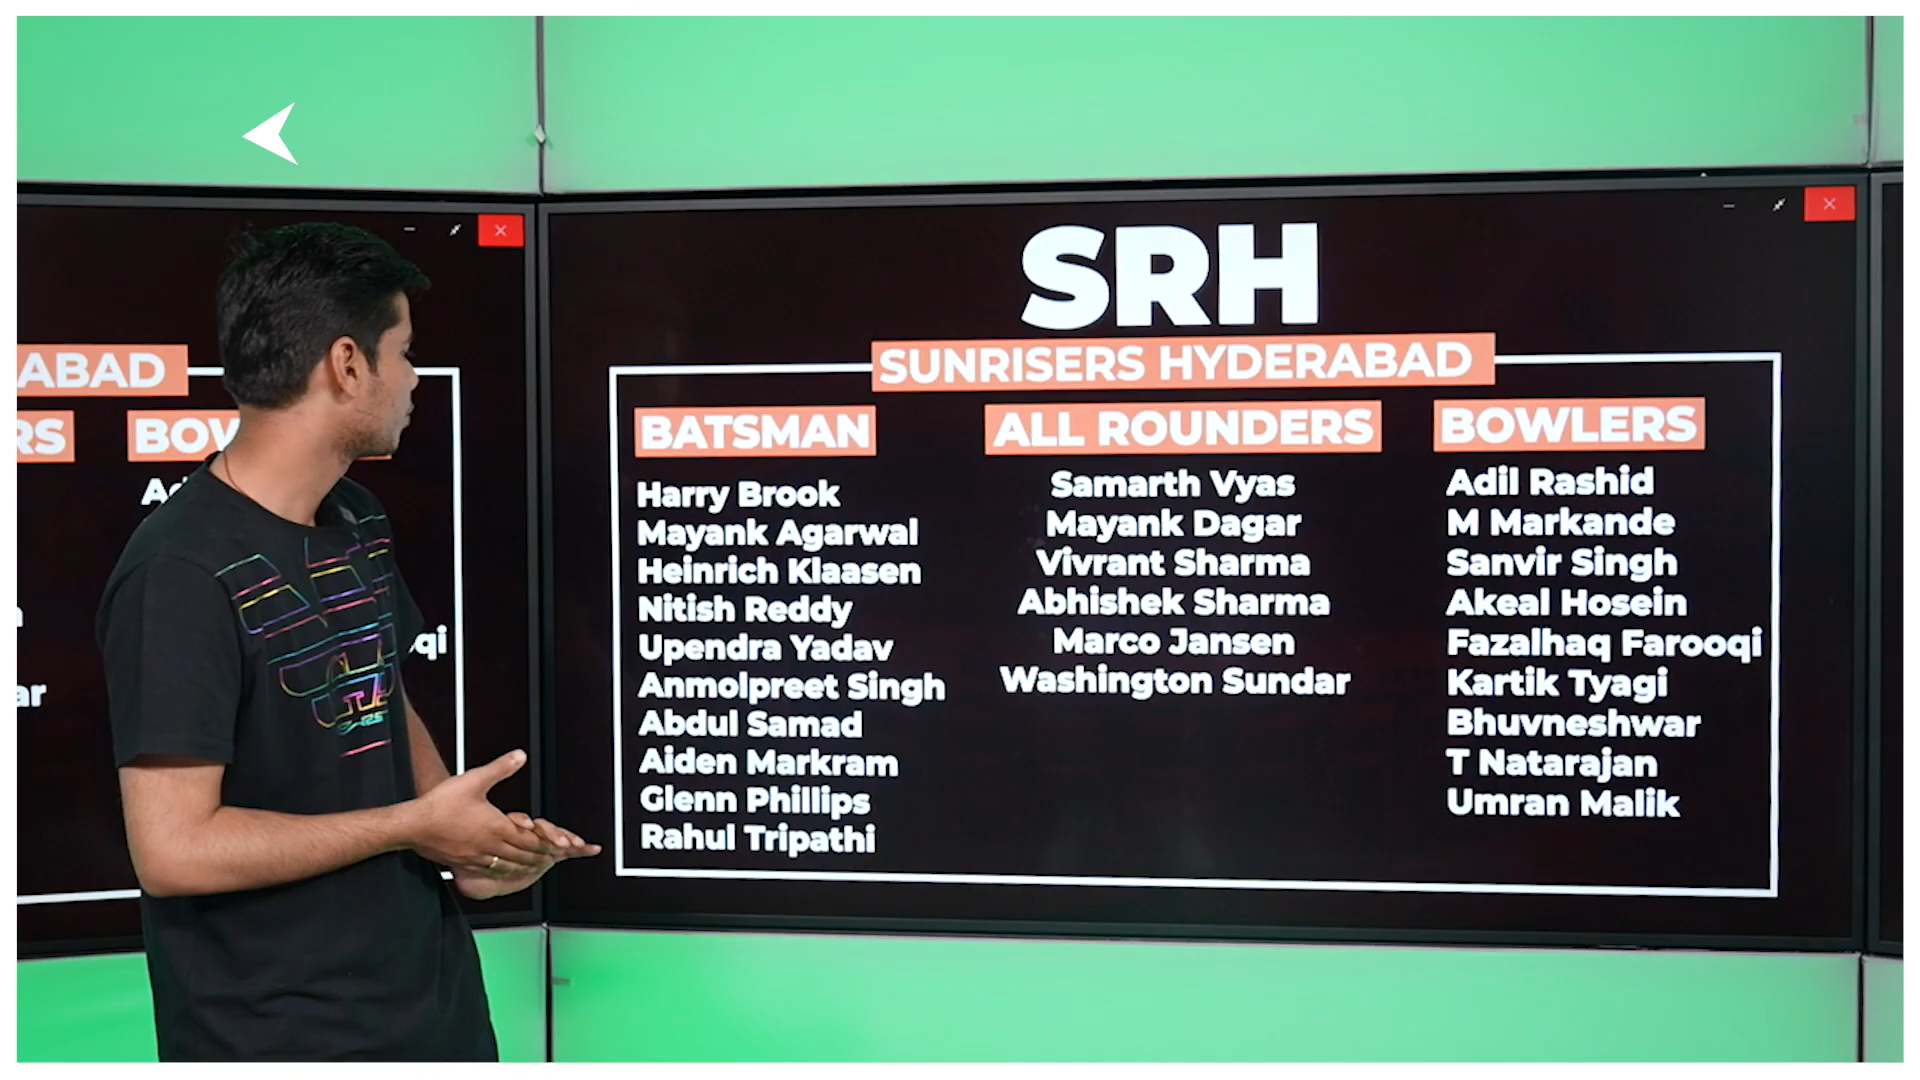 ABAD
RS
BOW
Ad
qi
ar
SRH
SUNRISERS HYDERABAD
BATSMAN
Harry Brook
Mayank Agarwal
Heinrich Klaasen
Nitish Reddy
Upendra Yadav
Anmolpreet Singh
Abdul Samad
Aiden Markram
Glenn Phillips
Rahul Tripathi
ALL ROUNDERS
Samarth Vyas
Mayank Dagar
Vivrant Sharma
Abhishek Sharma
Marco Jansen
Washington Sundar
BOWLERS
Adil Rashid
M Markande
Sanvir Singh
Akeal Hosein
Fazalhaq Farooqi
Kartik Tyagi
Bhuvneshwar
T Natarajan
Umran Malik